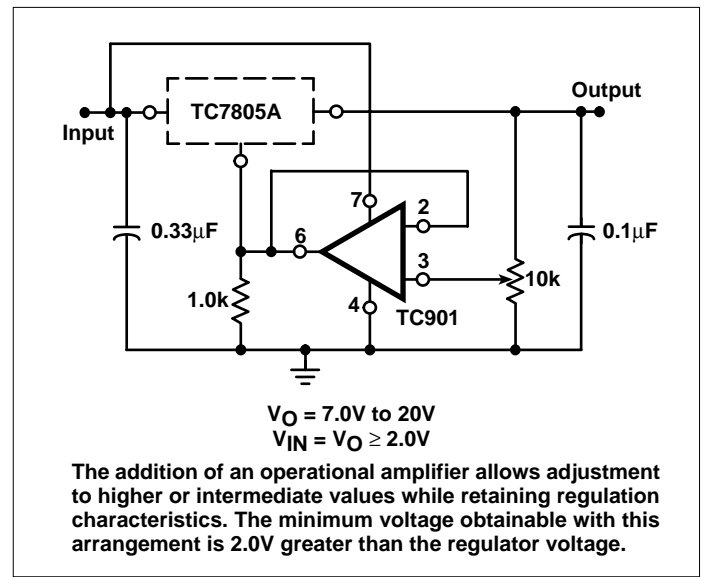 Output
Input
TC7805A
7
2
6
3
4
0.33µF
0.1µF
1.0k
10k
TC901
VO = 7.0V to 20V
VIN = VO ≥ 2.0V
The addition of an operational amplifier allows adjustment
to higher or intermediate values while retaining regulation
characteristics. The minimum voltage obtainable with this
arrangement is 2.0V greater than the regulator voltage.